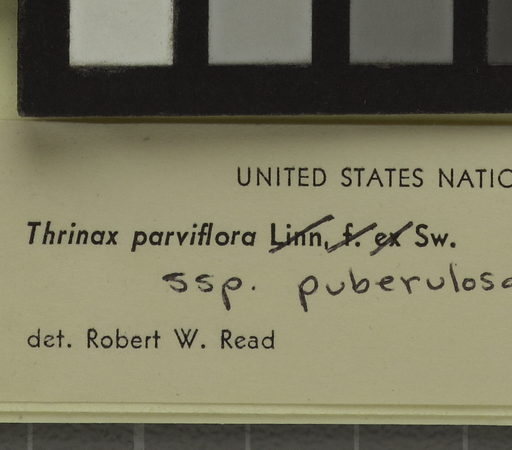 UNITED STATES NATIO
Thrinax parviflora Linn, f. ex Sw.
ssp. puberulosa
det. Robert W. Read